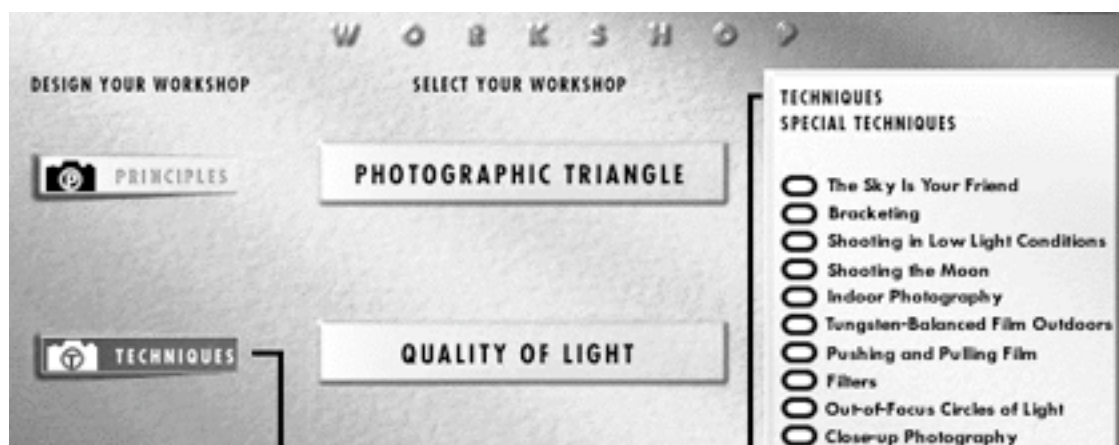 WORKSHOP
DESIGN YOUR WORKSHOP
SELECT YOUR WORKSHOP
P PRINCIPLES
PHOTOGRAPHIC TRIANGLE
T TECHNIQUES
QUALITY OF LIGHT
TECHNIQUES
SPECIAL TECHNIQUES
The Sky Is Your Friend
Bracketing
Shooting in Low Light Conditions
Shooting the Moon
Indoor Photography
Tungsten-Balanced Film Outdoors
Pushing and Pulling Film
Filters
Out-of-Focus Circles of Light
Close-up Photography